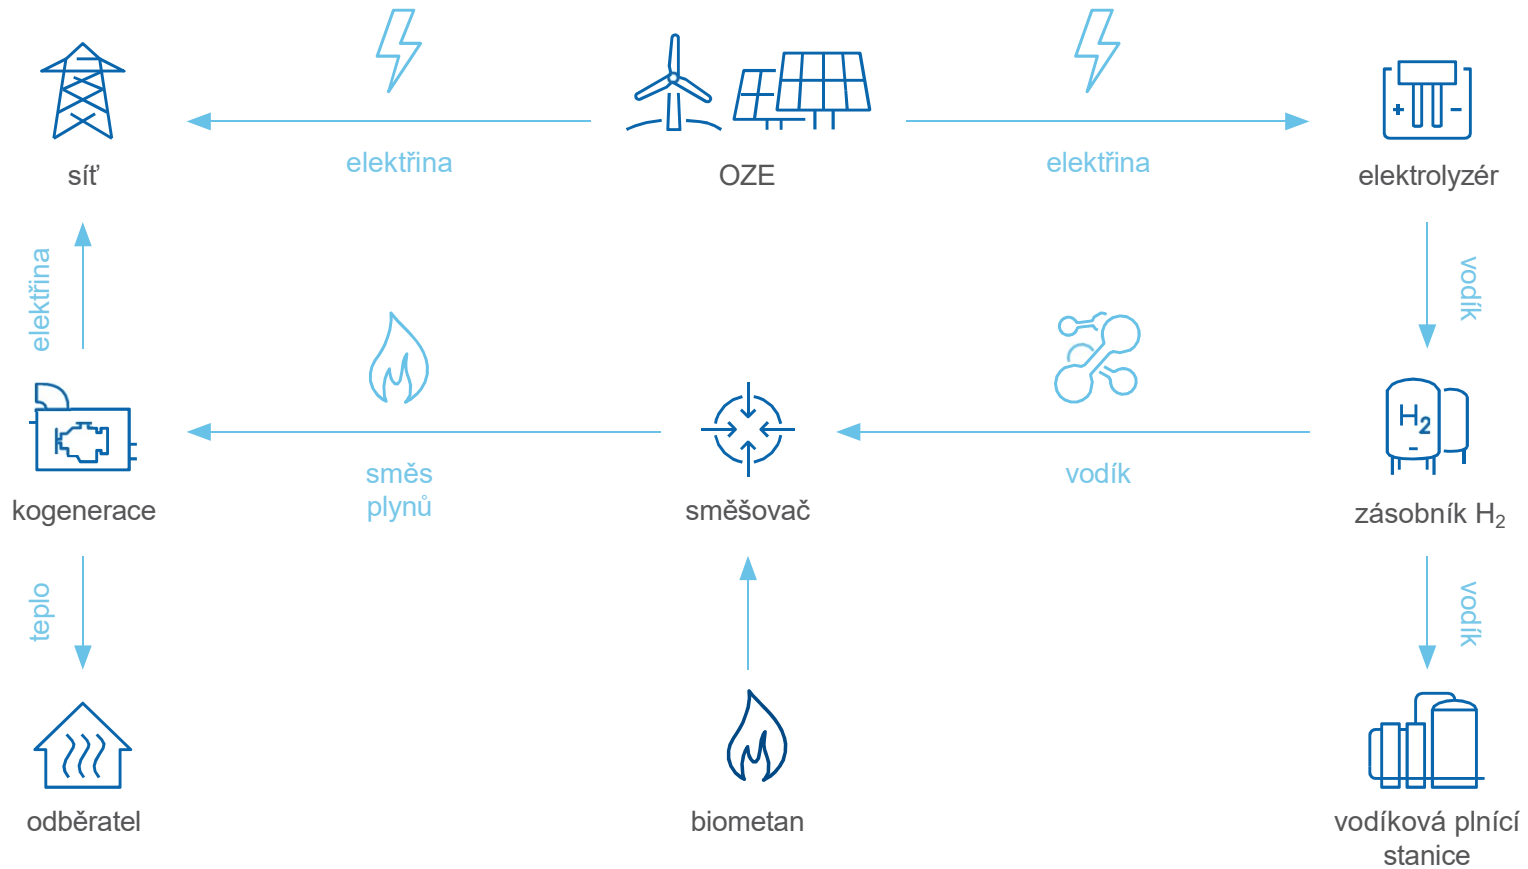 elektřina
elektřina
síť
OZE
elektrolyzér
elektřina
vodík
+
-
H2
-
směs
plynů
vodík
kogenerace
směšovač
zásobník H₂
teplo
vodík
odběratel
biometan
vodíková plnící
stanice